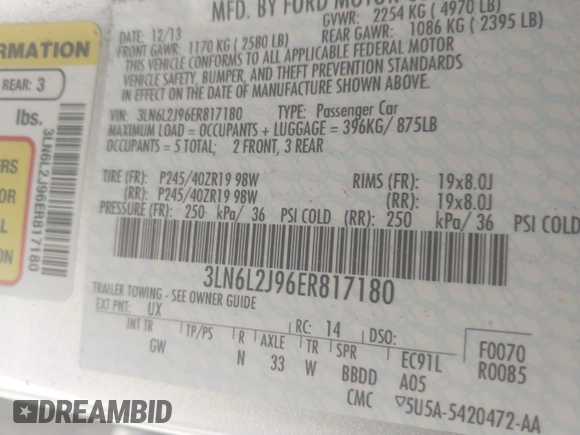 MFD. BY FORD MOTOR
12/13
GVWR: 2254 KG ( 4970 LB)
FRONT GAWR: 1170 KG ( 2580 LB)
REAR GAWR: 1086 KG ( 2395 LB)
THIS VEHICLE CONFORMS TO ALL APPLICABLE FEDERAL MOTOR
VEHICLE SAFETY, BUMPER, AND THEFT PREVENTION STANDARDS
IN EFFECT ON THE DATE OF MANUFACTURE SHOWN ABOVE.
VIN: 3LN6L2J96ER817180 TYPE: Passenger Car
MAXIMUM LOAD = OCCUPANTS + LUGGAGE = 396KG/ 875LB
OCCUPANTS = 5 TOTAL; 2 FRONT, 3 REAR
TIRE (FR): P245/40ZR19 98W RIMS (FR): 19x8.0J
(RR): P245/40ZR19 98W (RR): 19x8.0J
PRESSURE (FR): 250 kPa/ 36 PSI COLD (RR): 250 kPa/ 36 PSI COLD
3LN6L2J96ER817180
TRAILER TOWING - SEE OWNER GUIDE
EXT PNT: UX RC: 14 DSO:
INT TR TP/PS R AXLE TR SPR EC91L F0070
GW N 33 W BBDD A05 R0085
CMC ▽5U5A-5420472-AA
REAR: 3
lbs.
3LN6L2J96ER817180
DREAMBID